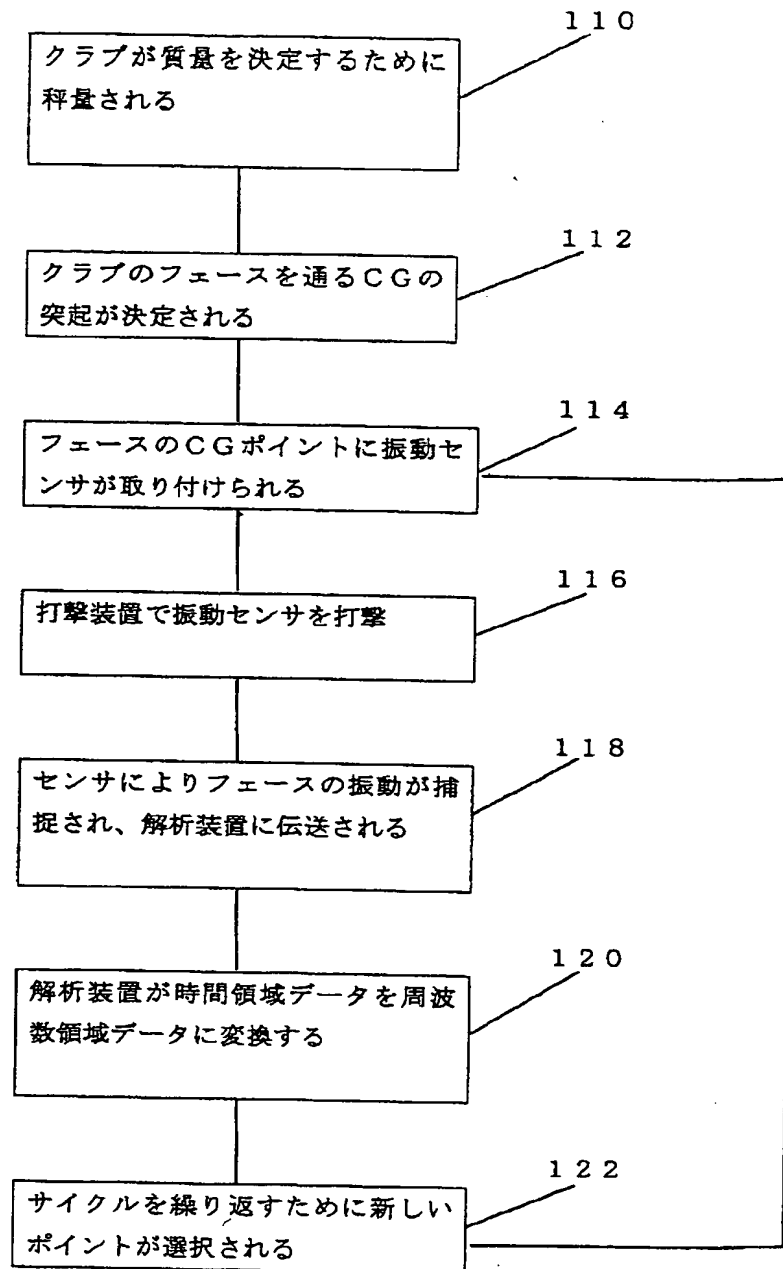 110
クラブが質量を決定するために
秤量される
112
クラブのフェースを通るCGの
突起が決定される
114
フェースのCGポイントに振動セ
ンサが取り付けられる
116
打撃装置で振動センサを打撃
118
センサによりフェースの振動が捕
捉され、解析装置に伝送される
120
解析装置が時間領域データを周波
数領域データに変換する
122
サイクルを繰り返すために新しい
ポイントが選択される